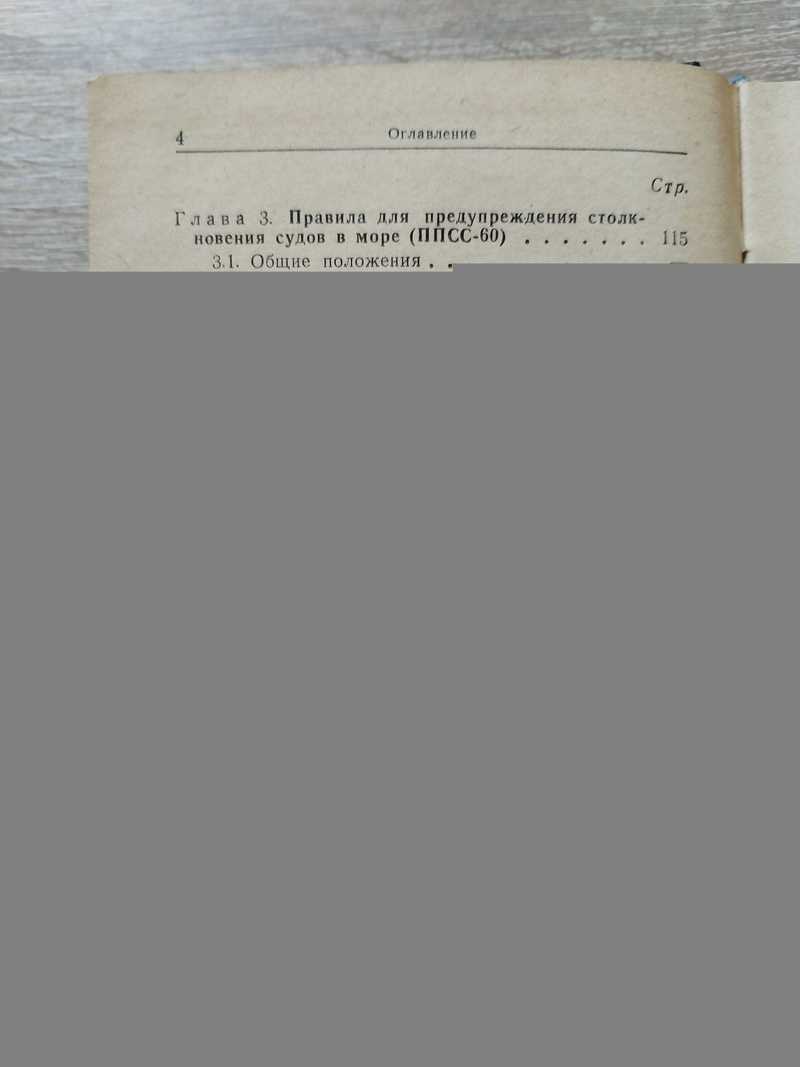 4 Оглавление
Стр.
Глава 3. Правила для предупреждения столк-
новения судов в море (ППСС-60) . . . . . . . 115
3.1. Общие положения . . —